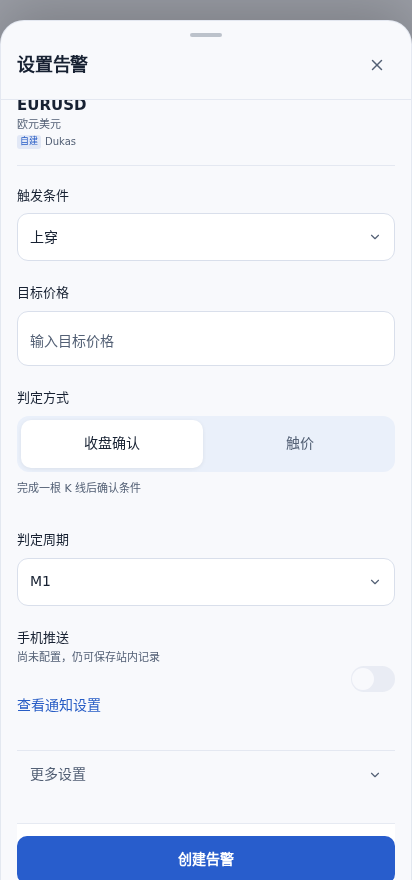 设置告警
EURUSD
欧元美元
自建 Dukas
触发条件
上穿
目标价格
输入目标价格
判定方式
收盘确认 触价
完成一根 K 线后确认条件
判定周期
M1
手机推送
尚未配置，仍可保存站内记录
查看通知设置
更多设置
创建告警